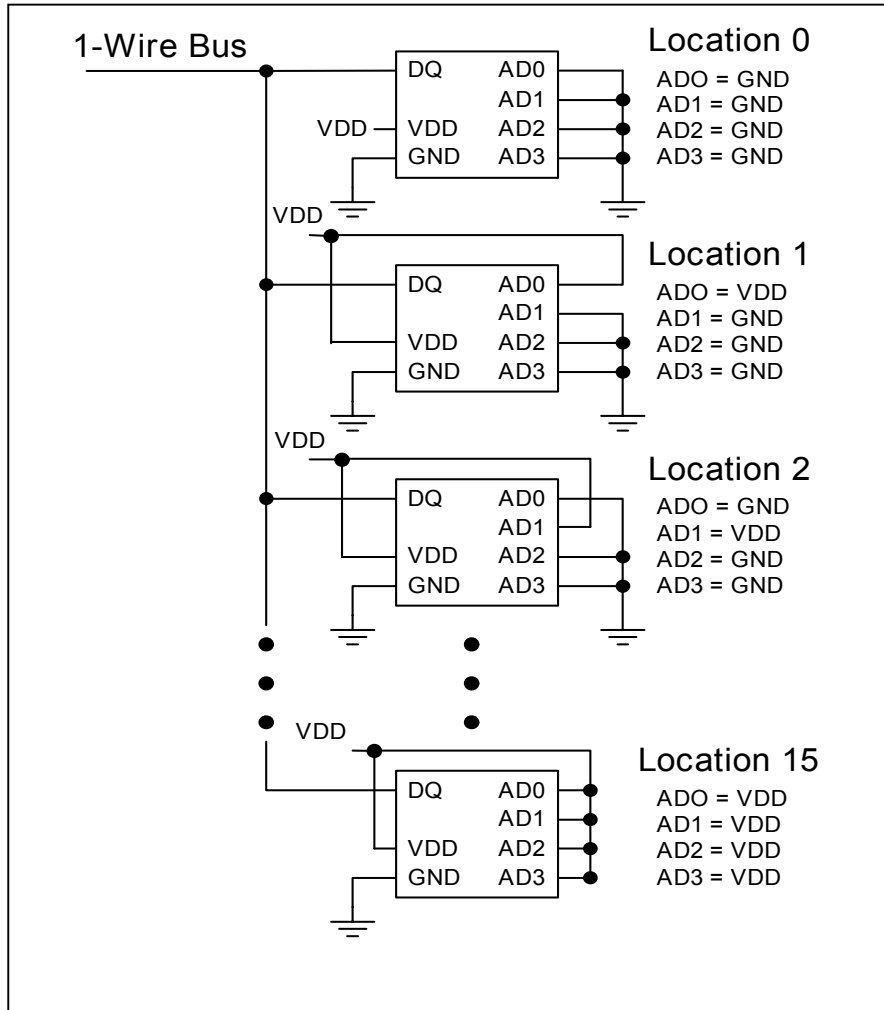 1-Wire Bus
DQ AD0
AD1
VDD VDD AD2
GND AD3
Location 0
ADO = GND
AD1 = GND
AD2 = GND
AD3 = GND
VDD
DQ AD0
AD1
VDD AD2
GND AD3
Location 1
ADO = VDD
AD1 = GND
AD2 = GND
AD3 = GND
VDD
DQ AD0
AD1
VDD AD2
GND AD3
Location 2
ADO = GND
AD1 = VDD
AD2 = GND
AD3 = GND
VDD
DQ AD0
AD1
VDD AD2
GND AD3
Location 15
ADO = VDD
AD1 = VDD
AD2 = VDD
AD3 = VDD